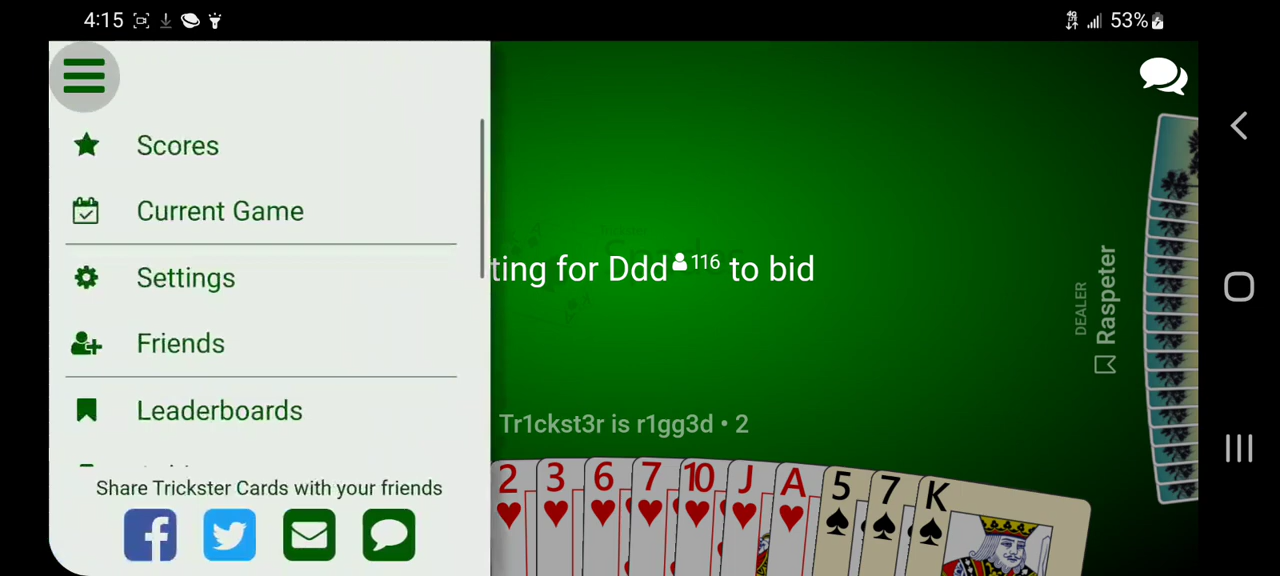 4:15
4G
53%
Scores
Current Game
Settings
Friends
Leaderboards
Share Trickster Cards with your friends
ting for Ddd 116 to bid
DEALER
Raspeter
Tr1ckst3r is r1gg3d • 2
2 3 6 7 10 J A 5 7 K